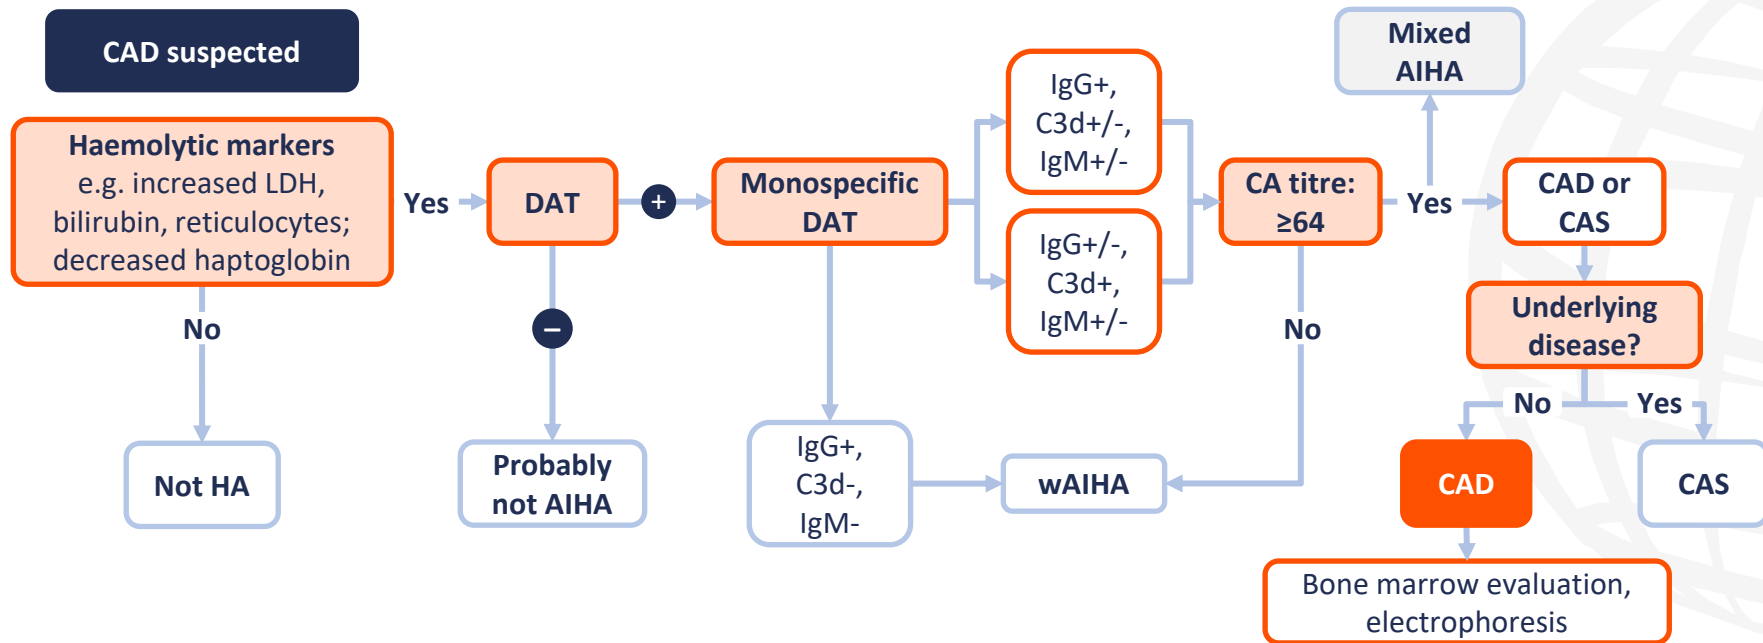 CAD suspected
Haemolytic markers
e.g. increased LDH,
bilirubin, reticulocytes;
decreased haptoglobin
Yes
No
Not HA
DAT
+
–
Probably
not AIHA
Monospecific
DAT
IgG+,
C3d+/-,
IgM+/-
IgG+/-,
C3d+,
IgM+/-
IgG+,
C3d-,
IgM-
wAIHA
CA titre:
≥64
No
Yes
Mixed
AIHA
CAD or
CAS
Underlying
disease?
No
Yes
CAD
CAS
Bone marrow evaluation,
electrophoresis